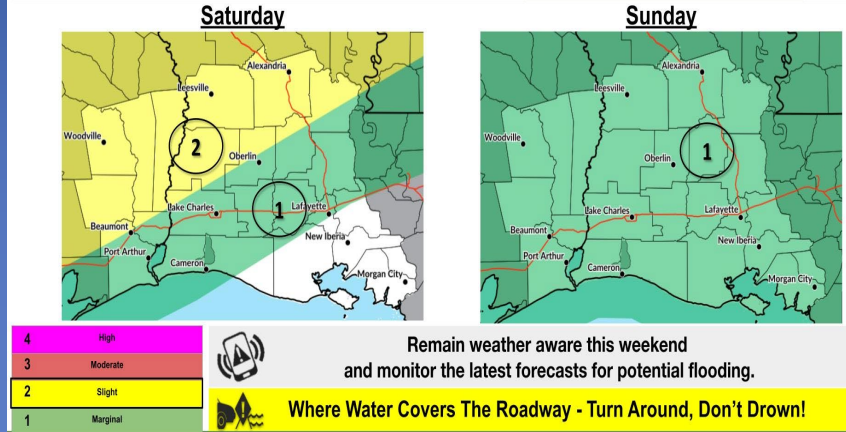 Saturday
Alexandria
Leesville
Woodville
2
Oberlin
1
Lake Charles
Lafayette
Beaumont
New Iberia
Port Arthur
Cameron
Morgan City
Sunday
Alexandria
Leesville
Woodville
1
Oberlin
Lake Charles
Lafayette
Beaumont
New Iberia
Port Arthur
Cameron
Morgan City
4 High
3 Moderate
2 Slight
1 Marginal
Remain weather aware this weekend
and monitor the latest forecasts for potential flooding.
Where Water Covers The Roadway - Turn Around, Don't Drown!